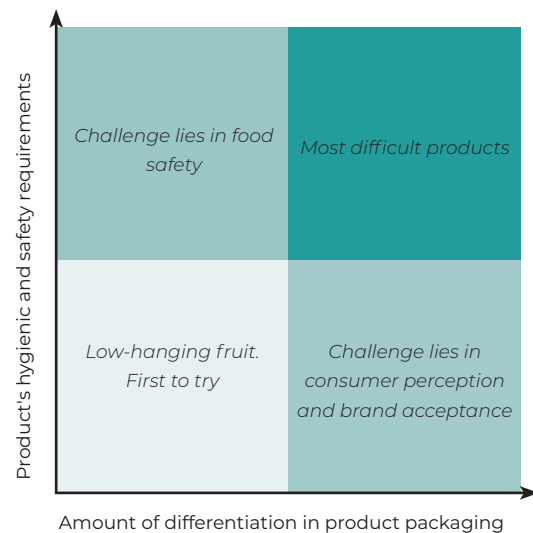 Product's hygienic and safety requirements
Challenge lies in food
safety
Most difficult products
Low-hanging fruit.
First to try
Challenge lies in
consumer perception
and brand acceptance
Amount of differentiation in product packaging